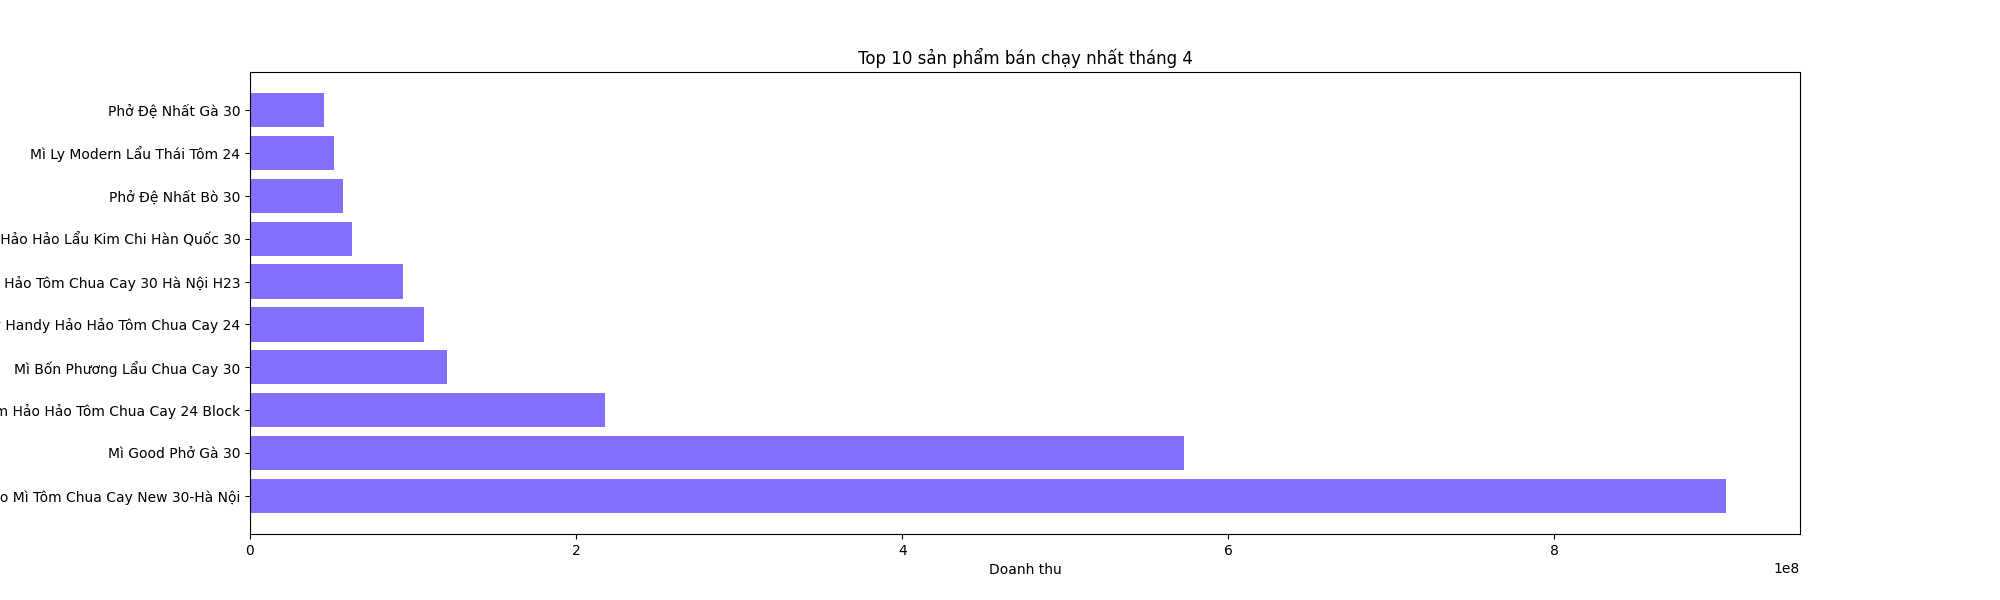 Top 10 sản phẩm bán chạy nhất tháng 4
Phở Đệ Nhất Gà 30
Mì Ly Modern Lẩu Thái Tôm 24
Phở Đệ Nhất Bò 30
Hảo Hảo Lẩu Kim Chi Hàn Quốc 30
Hảo Tôm Chua Cay 30 Hà Nội H23
Handy Hảo Hảo Tôm Chua Cay 24
Mì Bốn Phương Lẩu Chua Cay 30
Hảo Hảo Tôm Chua Cay 24 Block
Mì Good Phở Gà 30
Mì Tôm Chua Cay New 30-Hà Nội
0 2 4 6 8
Doanh thu
1e8